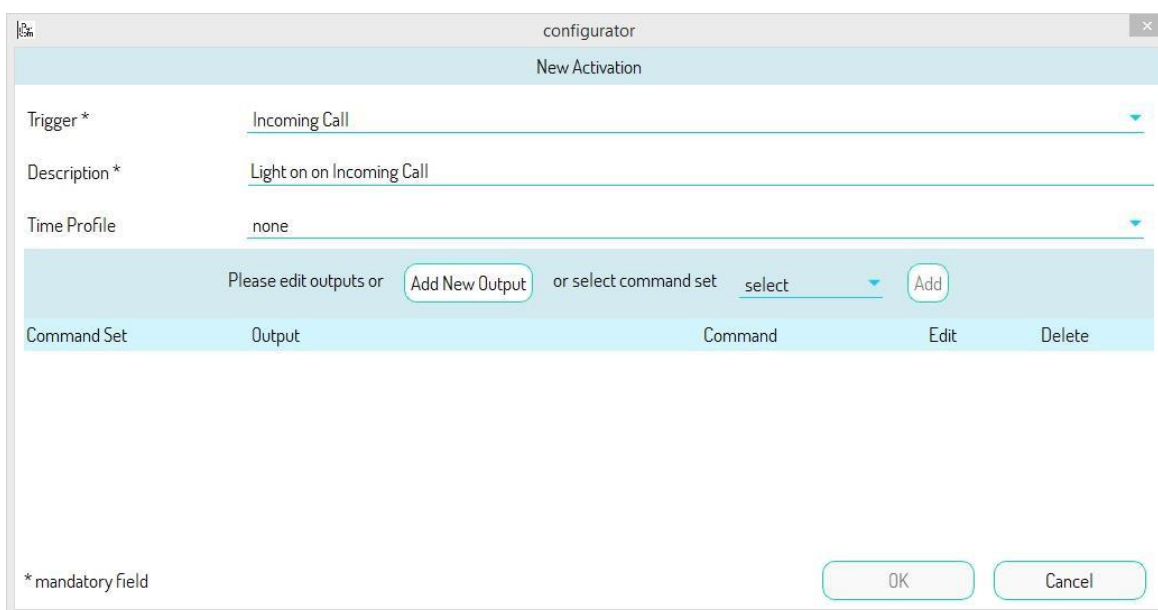 configurator
New Activation
Trigger * Incoming Call
Description * Light on on Incoming Call
Time Profile none
Please edit outputs or Add New Output or select command set select Add
Command Set Output Command Edit Delete
* mandatory field OK Cancel